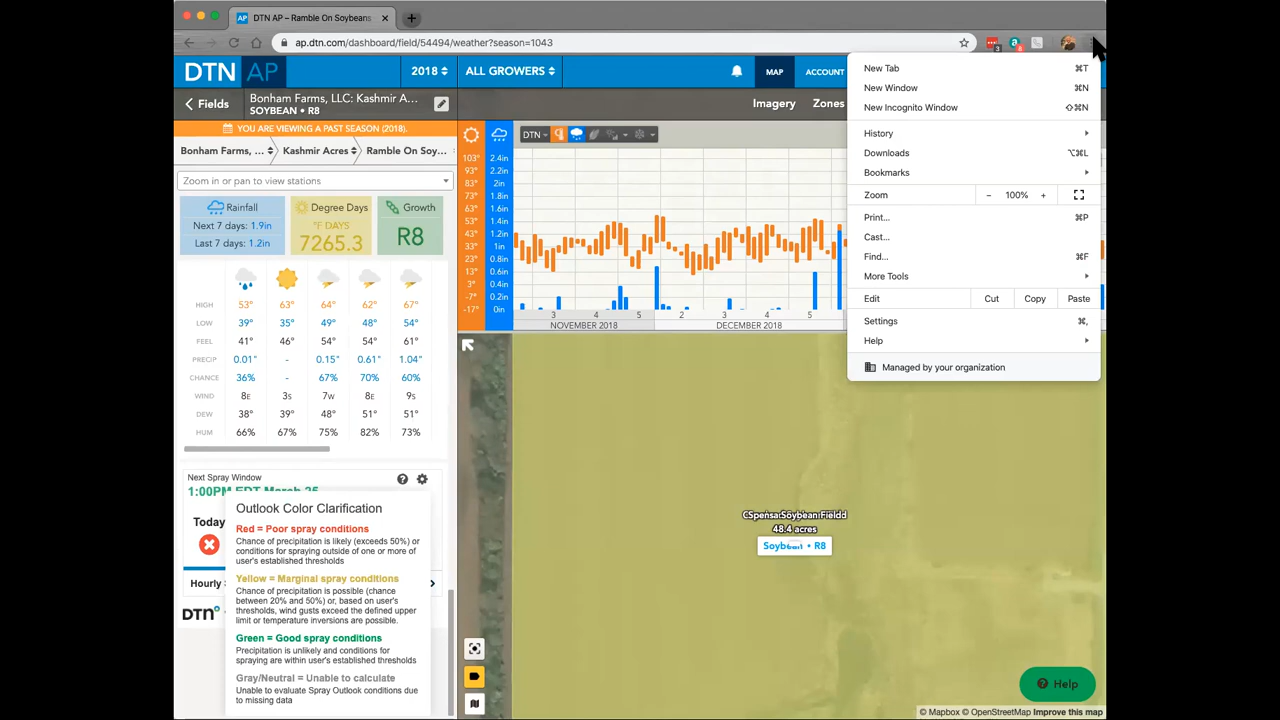 DTN AP – Ramble On Soybeans
ap.dtn.com/dashboard/field/54494/weather?season=1043
3
DTN AP
2018
ALL GROWERS
MAP
ACCOUNT
Fields
Bonham Farms, LLC: Kashmir A...
SOYBEAN • R8
Imagery
Zones
YOU ARE VIEWING A PAST SEASON (2018).
Bonham Farms, ...
Kashmir Acres
Ramble On Soy...
Zoom in or pan to view stations
Rainfall
Next 7 days: 1.9in
Last 7 days: 1.2in
Degree Days
°F DAYS
7265.3
Growth
R8
HIGH 53° 63° 64° 62° 67°
LOW 39° 35° 49° 48° 54°
FEEL 41° 46° 54° 54° 61°
PRECIP 0.01" - 0.15" 0.61" 1.04"
CHANCE 36% - 67% 70% 60%
WIND 8E 3S 7W 8E 9S
DEW 38° 39° 48° 51° 51°
HUM 66% 67% 75% 82% 73%
Next Spray Window
1:00PM EDT March 25
Today
Hourly
DTN
Outlook Color Clarification
Red = Poor spray conditions
Chance of precipitation is likely (exceeds 50%) or
conditions for spraying outside of one or more of
user's established thresholds
Yellow = Marginal spray conditions
Chance of precipitation is possible (chance
between 20% and 50%) or, based on user's
thresholds, wind gusts exceed the defined upper
limit or temperature inversions are possible.
Green = Good spray conditions
Precipitation is unlikely and conditions for
spraying are within user's established thresholds
Gray/Neutral = Unable to calculate
Unable to evaluate Spray Outlook conditions due
to missing data
DTN
103° 2.4in
93° 2.2in
83° 2in
73° 1.8in
63° 1.6in
53° 1.4in
43° 1.2in
33° 1in
23° 0.8in
13° 0.6in
3° 0.4in
-7° 0.2in
-17° 0in
3 4 5 2 3 4 5
NOVEMBER 2018
DECEMBER 2018
48.4 acres
Soybean • R8
New Tab ⌘T
New Window ⌘N
New Incognito Window ⇧⌘N
History
Downloads ⌥⌘L
Bookmarks
Zoom − 100% +
Print... ⌘P
Cast...
Find... ⌘F
More Tools
Edit Cut Copy Paste
Settings ⌘,
Help
Managed by your organization
Help
© Mapbox © OpenStreetMap Improve this map